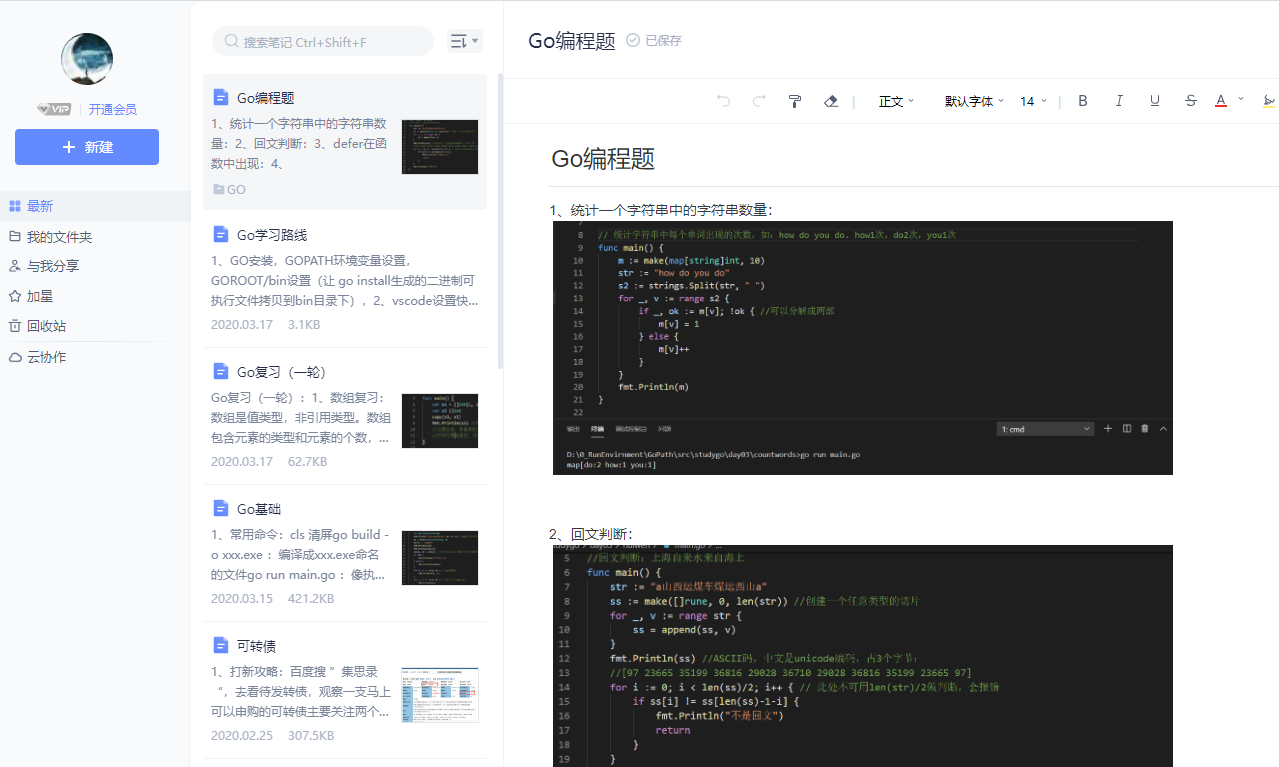 VIP
开通会员
新建
最新
我的文件夹
与我分享
加星
回收站
云协作
搜索笔记 Ctrl+Shift+F
Go编程题
1、统计一个字符串中的字符串数
量：2、回文判断：3、defer在函
数中出现：4、
GO
Go学习路线
1、GO安装，GOPATH环境变量设置，
GOROOT/bin设置（让 go install生成的二进制可
执行文件拷贝到bin目录下），2、vscode设置快...
2020.03.17 3.1KB
Go复习（一轮）
Go复习（一轮）：1、数组复习：
数组是值类型，非引用类型。数组
包含元素的类型和元素的个数，...
2020.03.17 62.7KB
Go基础
1、常用命令：cls 清屏go build -
o xxx.exe ：编译成xxx.exe命名
的文件go run main.go ：像执...
2020.03.15 421.2KB
可转债
1、打新攻略：百度搜＂集思录
“，去看待发转债，观察一支马上
可以申购的可转债主要关注两个...
2020.02.25 307.5KB
Go编程题 已保存
正文 默认字体 14 B I U S A
Go编程题
1、统计一个字符串中的字符串数量：
7
8 // 统计字符串中每个单词出现的次数，如：how do you do. how1次，do2次，you1次
9 func main() {
10 m := make(map[string]int, 10)
11 str := "how do you do"
12 s2 := strings.Split(str, " ")
13 for _, v := range s2 {
14 if _, ok := m[v]; !ok { //可以分解成两部
15 m[v] = 1
16 } else {
17 m[v]++
18 }
19 }
20 fmt.Println(m)
21 }
22
输出 终端 调试控制台 问题 1: cmd
D:\0_RunEnvirnment\GoPath\src\studygo\day03\countwords>go run main.go
map[do:2 how:1 you:1]
2、回文判断：
5 //回文判断：上海自来水来自海上
6 func main() {
7 str := "a山西运煤车煤运西山a"
8 ss := make([]rune, 0, len(str)) //创建一个任意类型的切片
9 for _, v := range str {
10 ss = append(ss, v)
11 }
12 fmt.Println(ss) //ASCII码，中文是unicode编码，占3个字节；
13 //[97 23665 35199 36816 29028 36710 29028 36816 35199 23665 97]
14 for i := 0; i < len(ss)/2; i++ { // 此处不可用len(str)/2做判断，会报错
15 if ss[i] != ss[len(ss)-1-i] {
16 fmt.Println("不是回文")
17 return
18 }
19 }